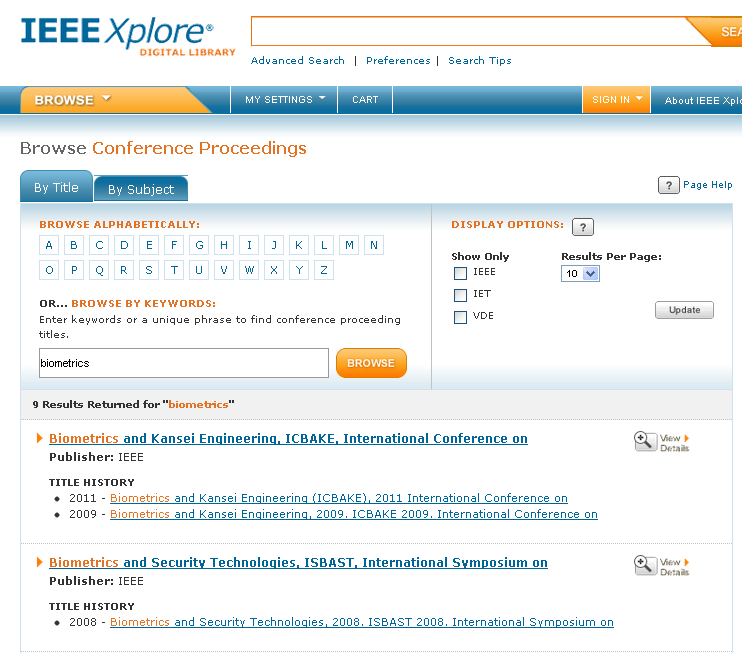 IEEE Xplore®
DIGITAL LIBRARY
Advanced Search | Preferences | Search Tips
BROWSE MY SETTINGS CART SIGN IN About IEEE
Browse Conference Proceedings
By Title By Subject
? Page Help
BROWSE ALPHABETICALLY:
A B C D E F G H I J K L M N
O P Q R S T U V W X Y Z
OR... BROWSE BY KEYWORDS:
Enter keywords or a unique phrase to find conference proceeding
titles.
biometrics BROWSE
DISPLAY OPTIONS: ?
Show Only Results Per Page:
IEEE 10
IET
VDE
Update
9 Results Returned for "biometrics"
Biometrics and Kansei Engineering, ICBAKE, International Conference on
View
Details
Publisher: IEEE
TITLE HISTORY
• 2011 - Biometrics and Kansei Engineering (ICBAKE), 2011 International Conference on
• 2009 - Biometrics and Kansei Engineering, 2009. ICBAKE 2009. International Conference on
Biometrics and Security Technologies, ISBAST, International Symposium on
View
Details
Publisher: IEEE
TITLE HISTORY
• 2008 - Biometrics and Security Technologies, 2008. ISBAST 2008. International Symposium on